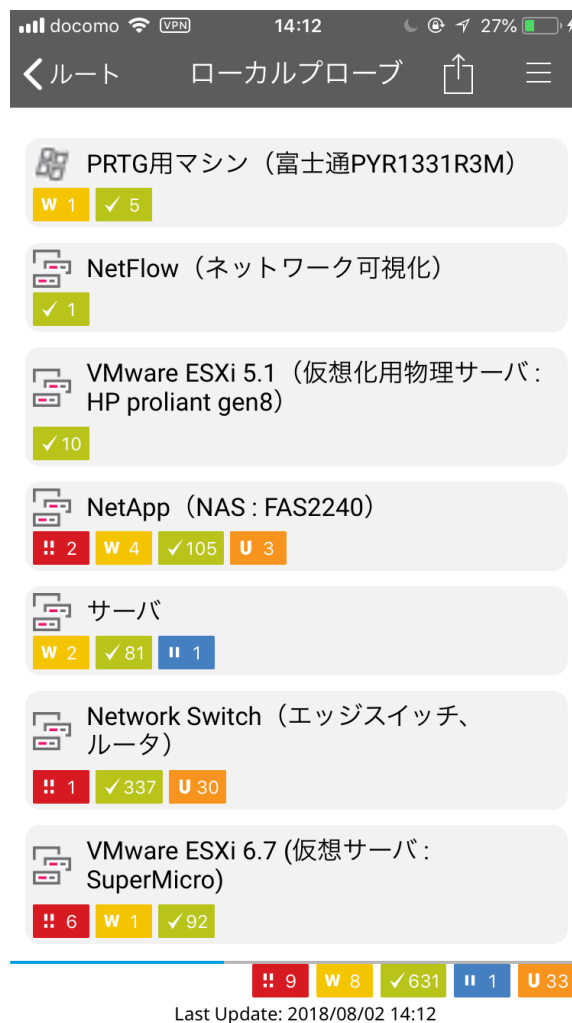 docomo VPN 14:12 27%
ルート ローカルプローブ
PRTG用マシン（富士通PYR1331R3M）
W 1 ✓ 5
NetFlow（ネットワーク可視化）
✓ 1
VMware ESXi 5.1（仮想化用物理サーバ :
HP proliant gen8）
✓ 10
NetApp（NAS : FAS2240）
!! 2 W 4 ✓ 105 U 3
サーバ
W 2 ✓ 81 II 1
Network Switch（エッジスイッチ、
ルータ）
!! 1 ✓ 337 U 30
VMware ESXi 6.7 (仮想サーバ :
SuperMicro)
!! 6 W 1 ✓ 92
!! 9 W 8 ✓ 631 II 1 U 33
Last Update: 2018/08/02 14:12